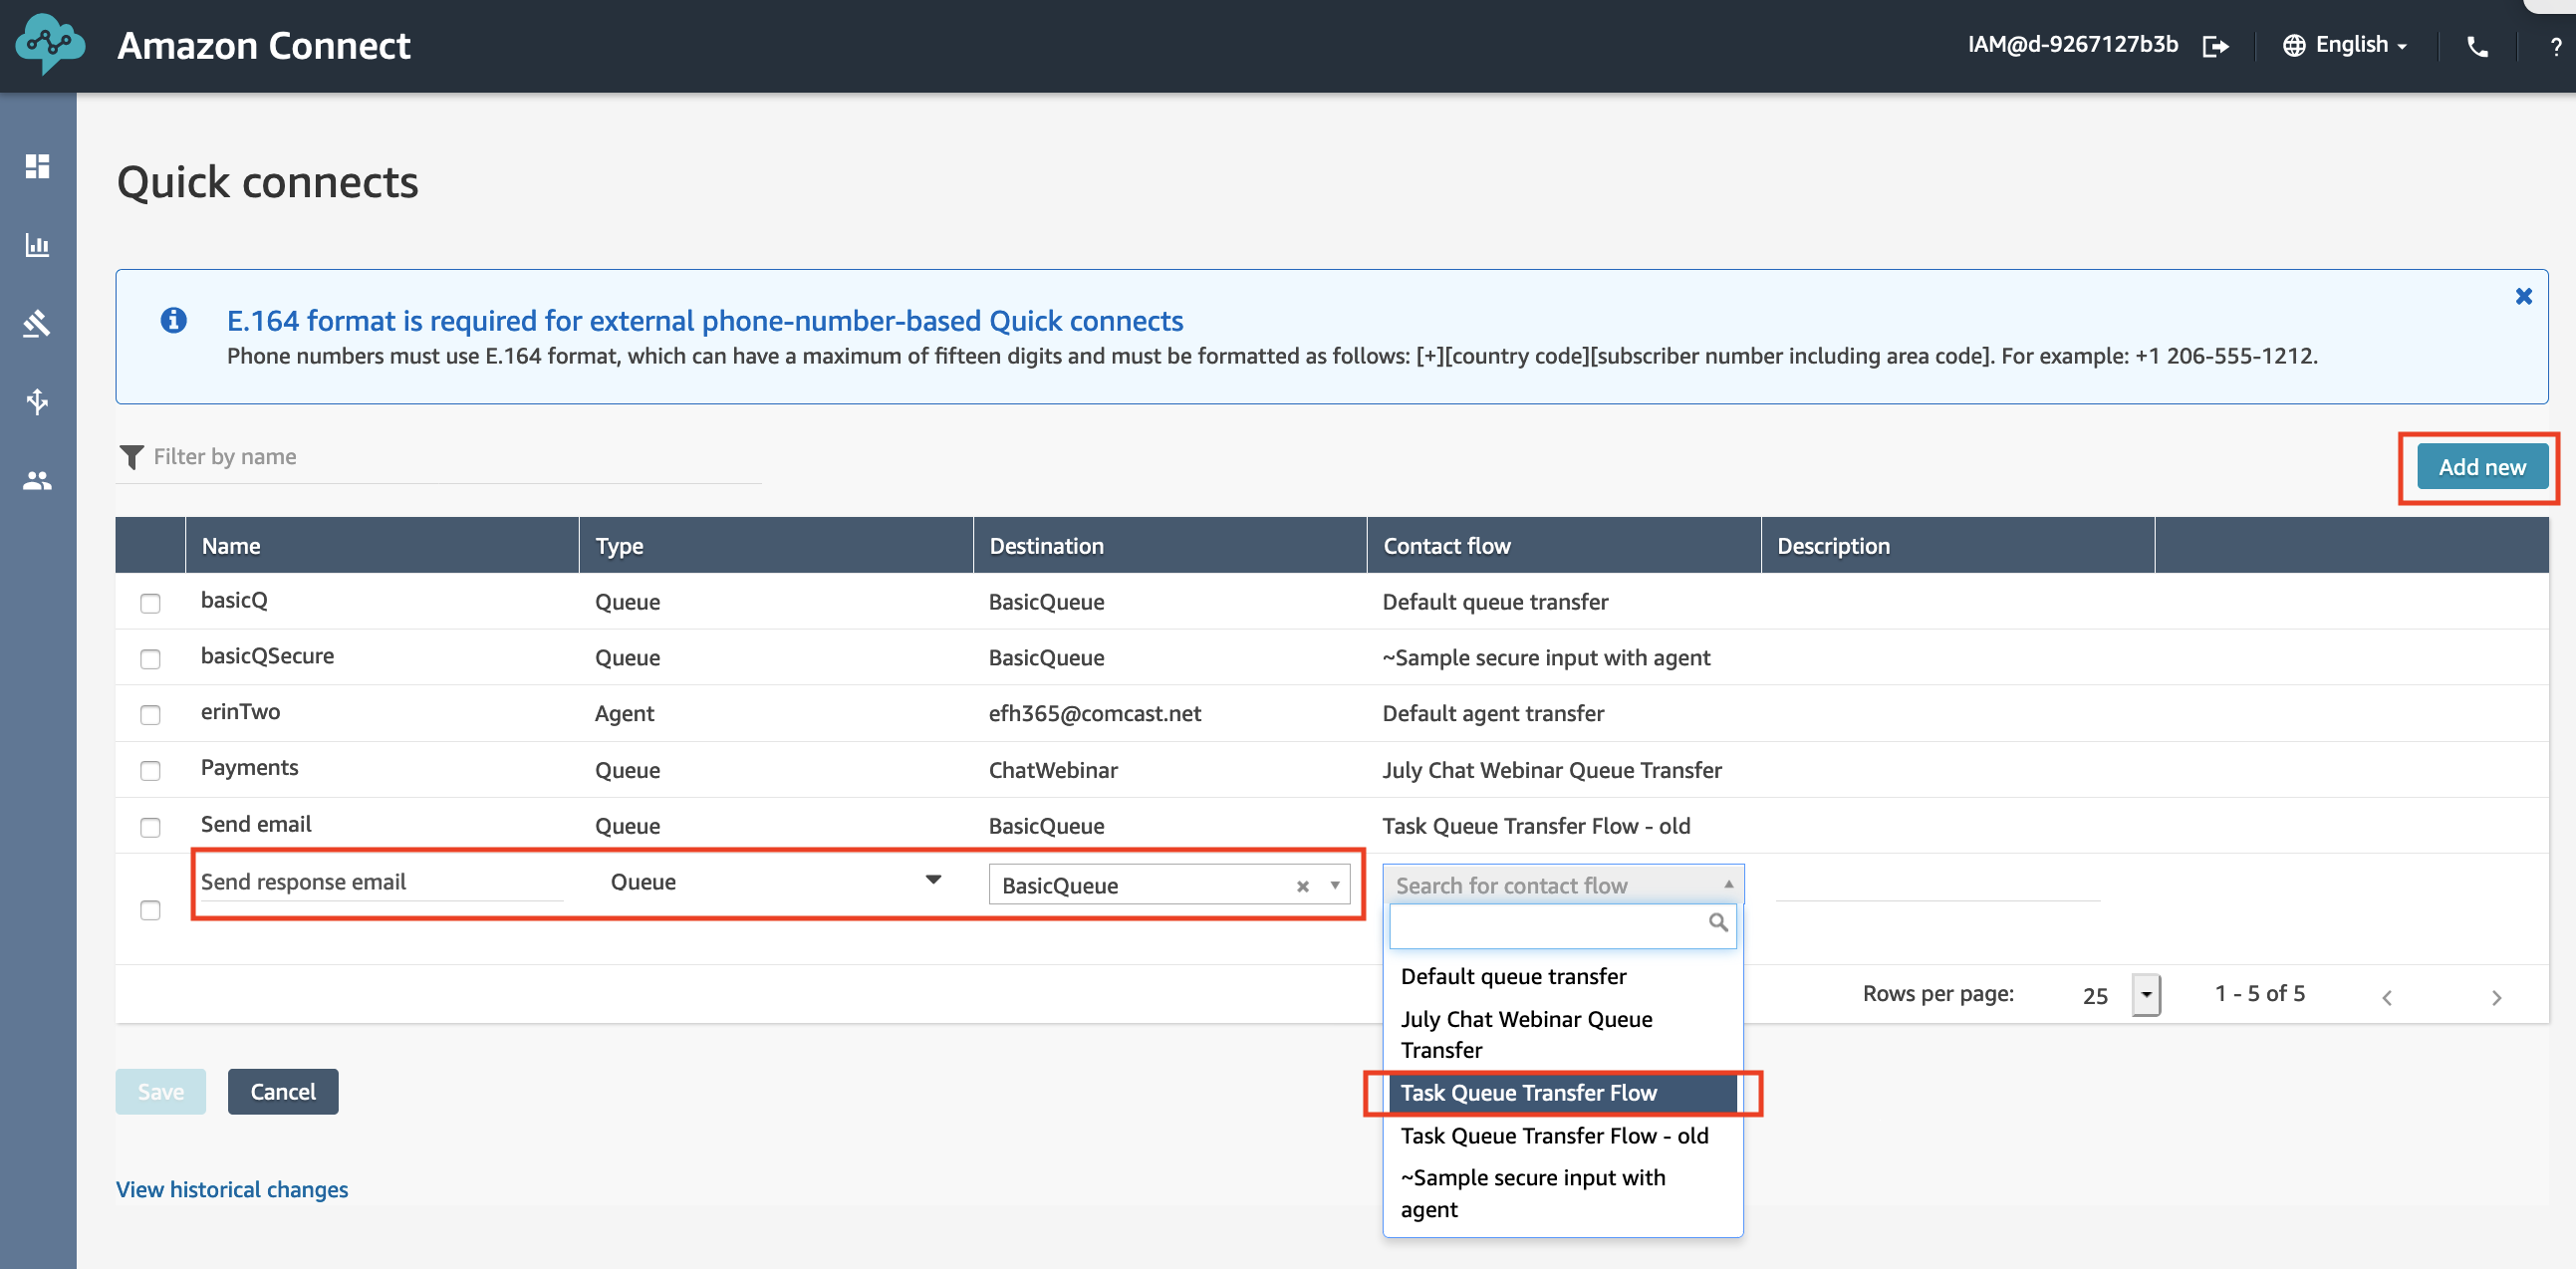 Amazon Connect
IAM@d-9267127b3b
English
?
Quick connects
E.164 format is required for external phone-number-based Quick connects
Phone numbers must use E.164 format, which can have a maximum of fifteen digits and must be formatted as follows: [+][country code][subscriber number including area code]. For example: +1 206-555-1212.
Filter by name
Add new
Name Type Destination Contact flow Description
basicQ Queue BasicQueue Default queue transfer
basicQSecure Queue BasicQueue ~Sample secure input with agent
erinTwo Agent efh365@comcast.net Default agent transfer
Payments Queue ChatWebinar July Chat Webinar Queue Transfer
Send email Queue BasicQueue Task Queue Transfer Flow - old
Send response email Queue BasicQueue Search for contact flow
Default queue transfer
July Chat Webinar Queue
Transfer
Task Queue Transfer Flow
Task Queue Transfer Flow - old
~Sample secure input with
agent
Rows per page: 25 1 - 5 of 5
Save Cancel
View historical changes